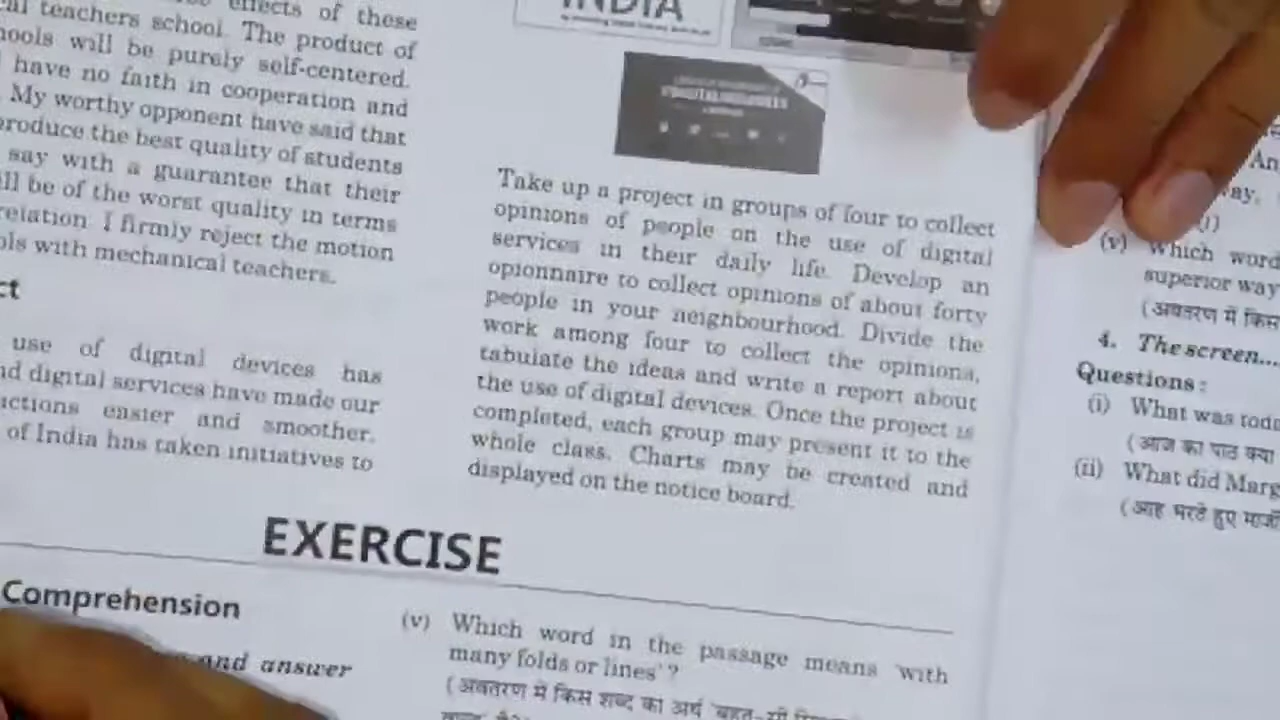 effects of these
teachers school. The product of
will be purely self-centered.
have no faith in cooperation and
My worthy opponent have said that
produce the best quality of students
say with a guarantee that their
be of the worst quality in terms
I firmly reject the motion
with mechanical teachers.
use of digital devices has
digital services have made our
easier and smoother.
of India has taken initiatives to
INDIA
Take up a project in groups of four to collect
opinions of people on the use of digital
services in their daily life. Develop an
opionnaire to collect opinions of about forty
people in your neighbourhood. Divide the
work among four to collect the opinions,
tabulate the ideas and write a report about
the use of digital devices. Once the project is
completed, each group may present it to the
whole class. Charts may be created and
displayed on the notice board.
EXERCISE
Comprehension
and answer
(v) Which word in the passage means 'with
many folds or lines' ?
(अवतरण में किस शब्द का अर्थ
(v) Which word
superior way
(अवतरण में किस
4. The screen...
Questions :
(i) What was
(आज का पाठ क्या
(ii) What did
(आह भरते हुए